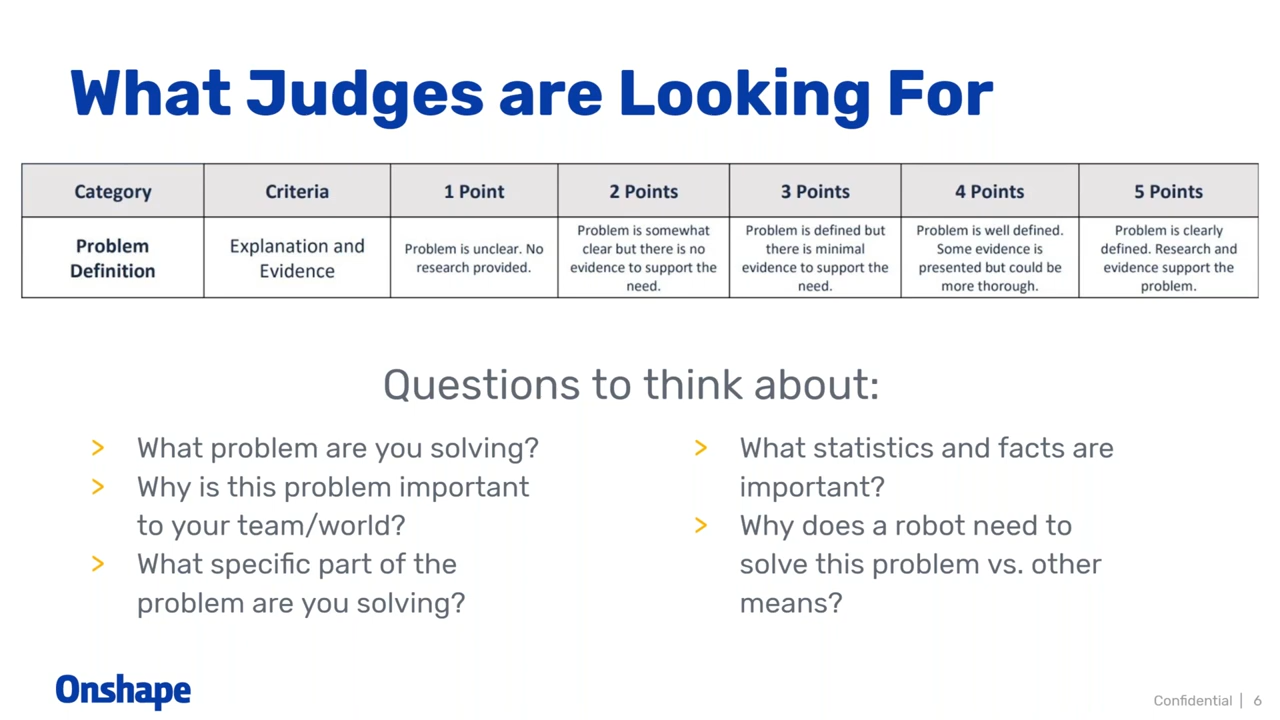 What Judges are Looking For
Category
Criteria
1 Point
2 Points
3 Points
4 Points
5 Points
Problem
Definition
Explanation and
Evidence
Problem is unclear. No
research provided.
Problem is somewhat
clear but there is no
evidence to support the
need.
Problem is defined but
there is minimal
evidence to support the
need.
Problem is well defined.
Some evidence is
presented but could be
more thorough.
Problem is clearly
defined. Research and
evidence support the
problem.
Questions to think about:
> What problem are you solving?
> Why is this problem important
to your team/world?
> What specific part of the
problem are you solving?
> What statistics and facts are
important?
> Why does a robot need to
solve this problem vs. other
means?
Onshape
Confidential | 6